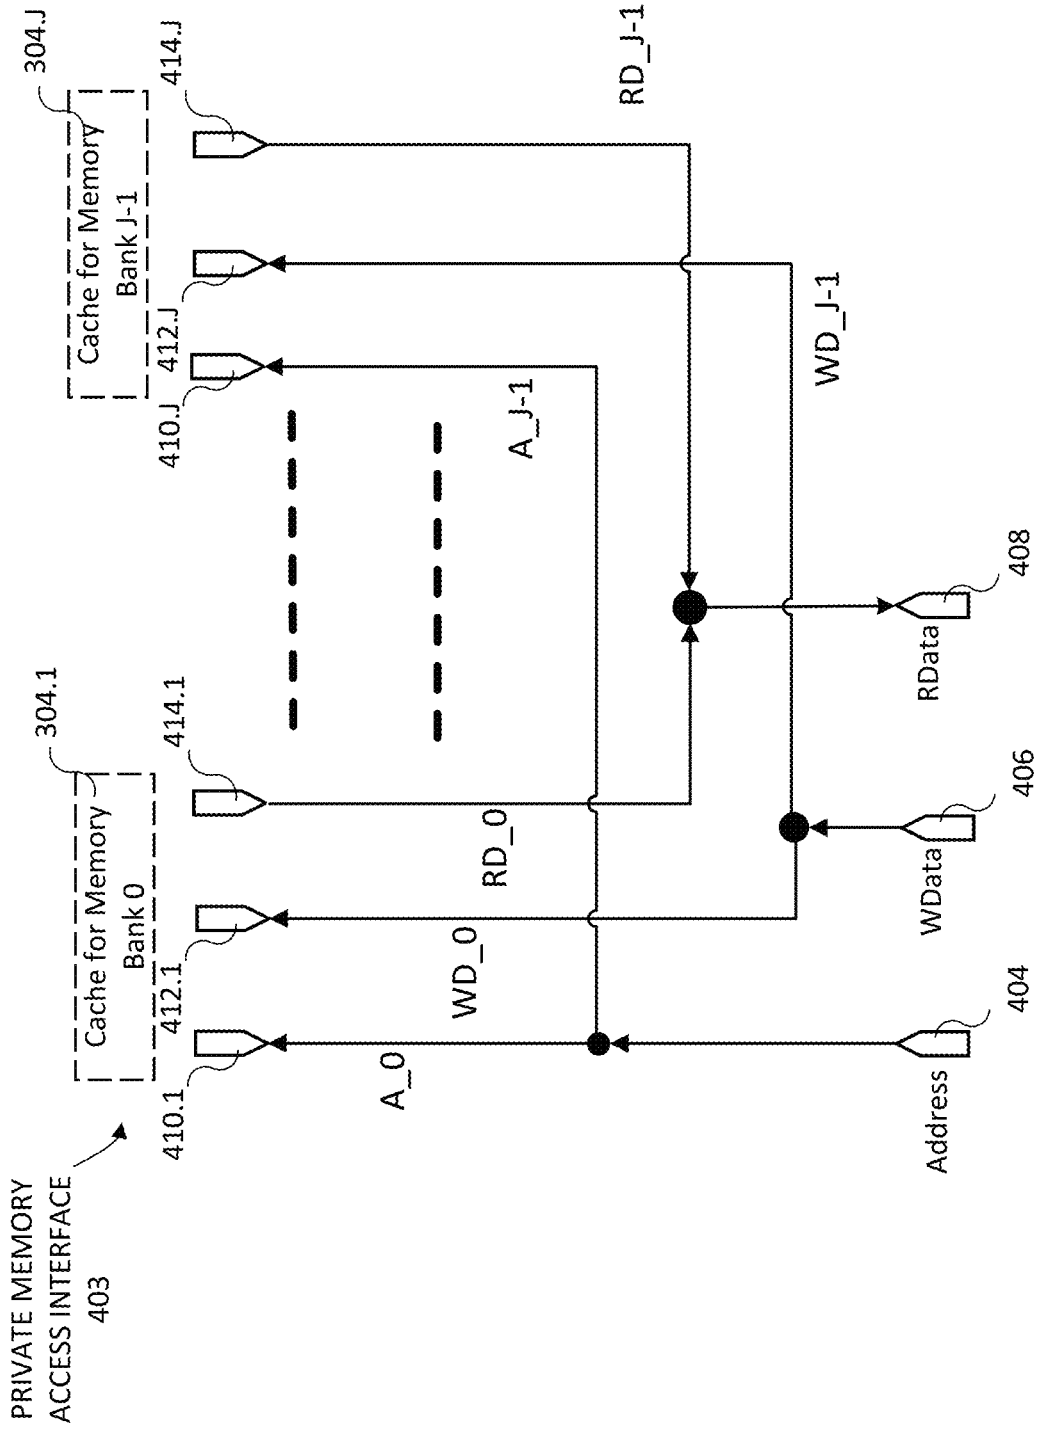 PRIVATE MEMORY
ACCESS INTERFACE
403
304.1
Cache for Memory
Bank 0
304.J
Cache for Memory
Bank J-1
410.1
412.1
414.1
410.J
412.J
414.J
A_0
WD_0
RD_0
A_J-1
WD_J-1
RD_J-1
Address
404
WData
406
RData
408